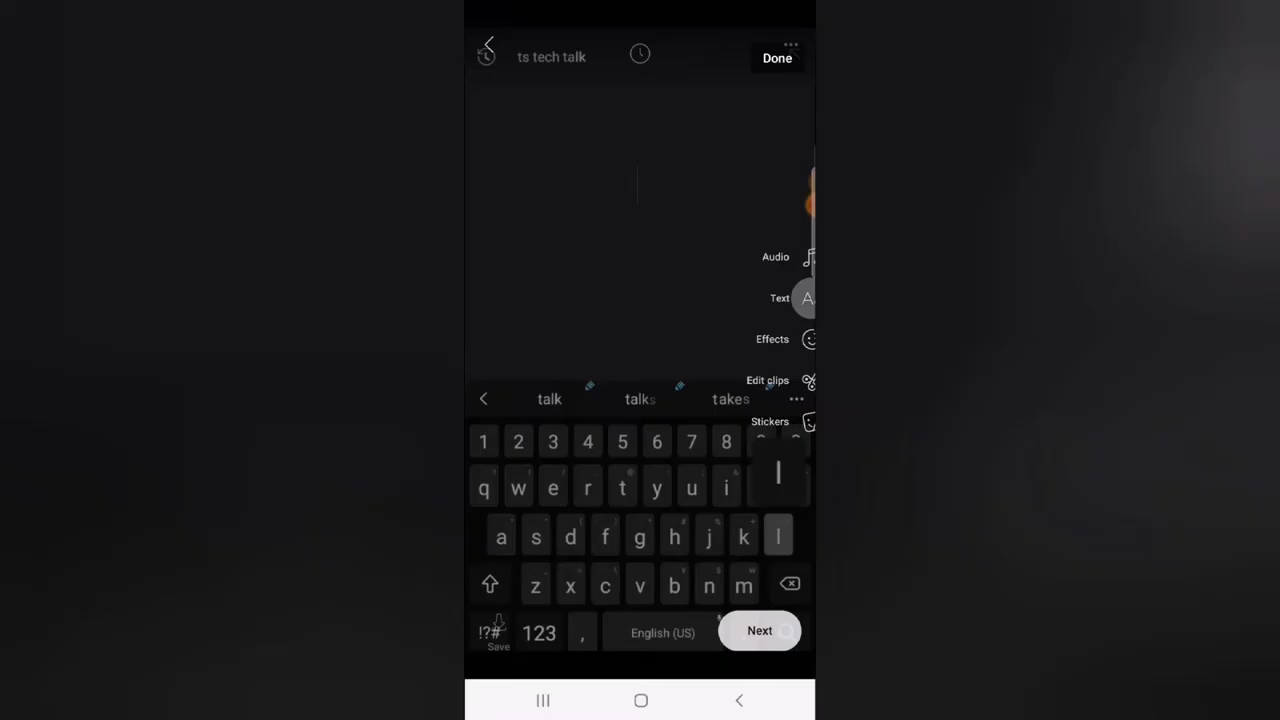 ts tech talk
Done
Audio
Text
Effects
Edit clips
Stickers
talk talks takes
1 2 3 4 5 6 7 8
q w e r t y u i l
a s d f g h j k l
z x c v b n m
!?# 123 , English (US) Next
Save